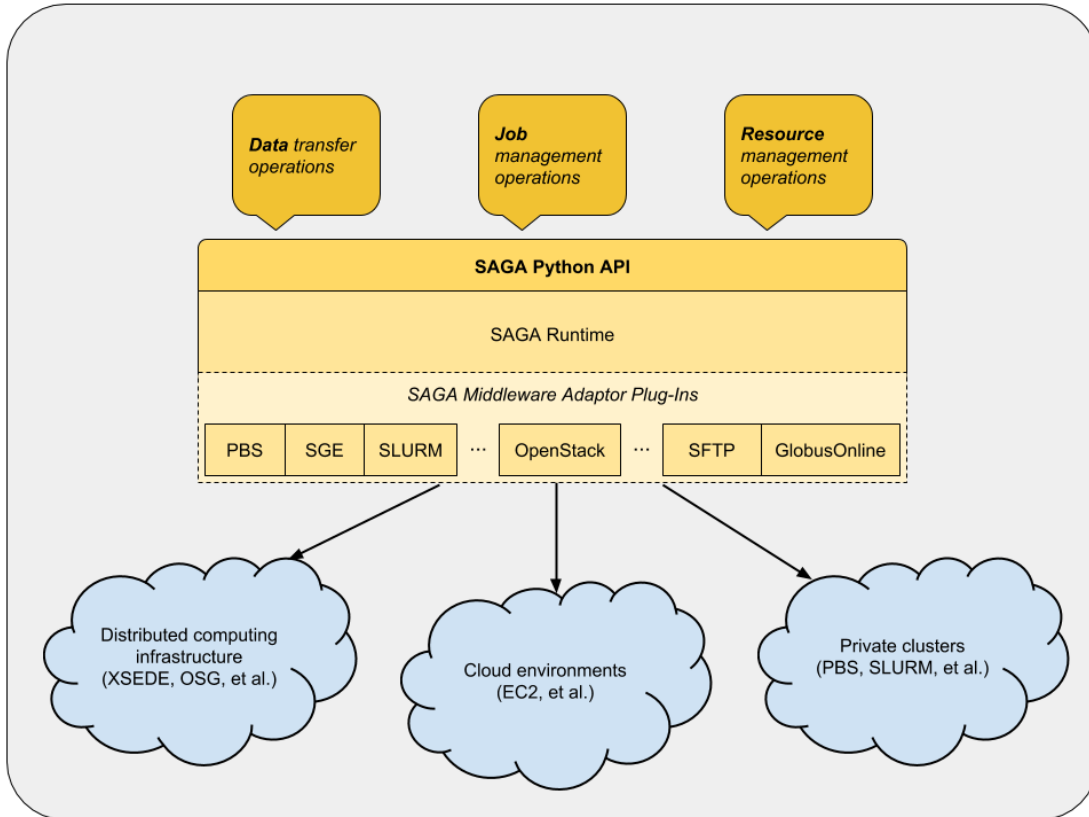 Data transfer
operations
Job
management
operations
Resource
management
operations
SAGA Python API
SAGA Runtime
SAGA Middleware Adaptor Plug-Ins
PBS SGE SLURM ... OpenStack ... SFTP GlobusOnline
Distributed computing
infrastructure
(XSEDE, OSG, et al.)
Cloud environments
(EC2, et al.)
Private clusters
(PBS, SLURM, et al.)